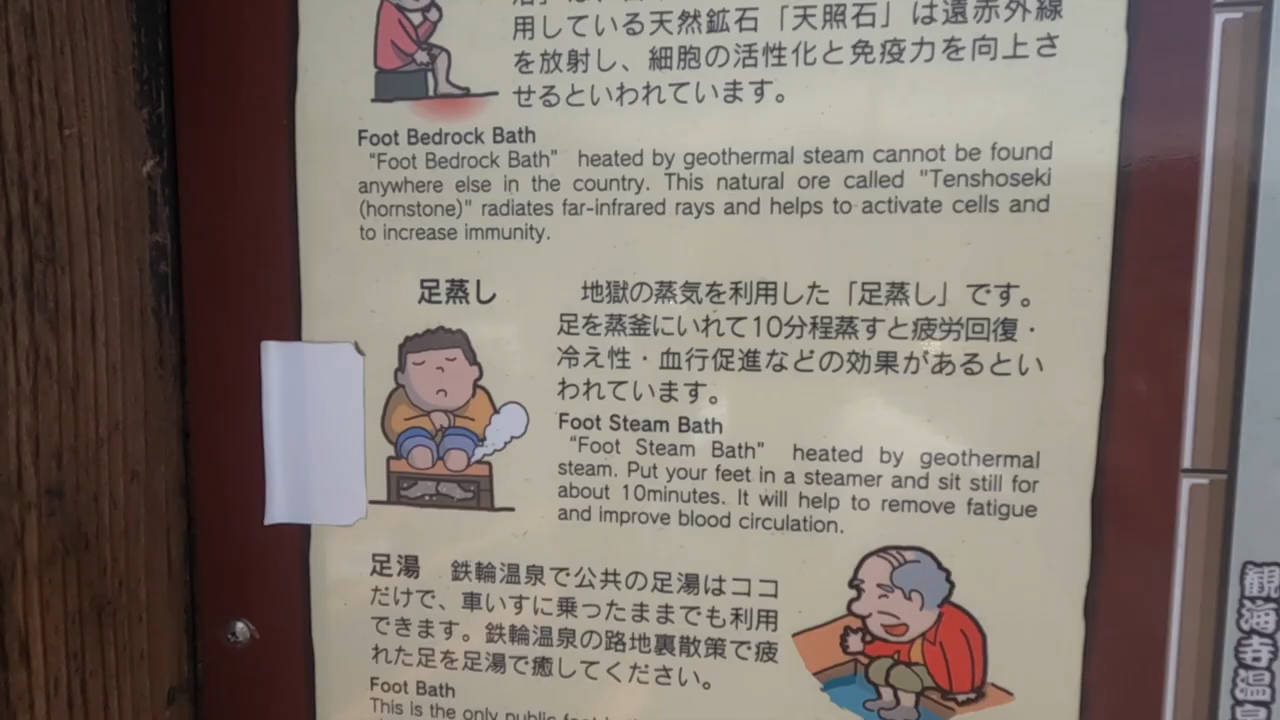 用している天然鉱石「天照石」は遠赤外線
を放射し、細胞の活性化と免疫力を向上さ
せるといわれています。
Foot Bedrock Bath
"Foot Bedrock Bath" heated by geothermal steam cannot be found
anywhere else in the country. This natural ore called "Tenshoseki
(hornstone)" radiates far-infrared rays and helps to activate cells and
to increase immunity.
足蒸し
地獄の蒸気を利用した「足蒸し」です。
足を蒸釜にいれて10分程蒸すと疲労回復・
冷え性・血行促進などの効果があるとい
われています。
Foot Steam Bath
"Foot Steam Bath" heated by geothermal
steam. Put your feet in a steamer and sit still for
about 10minutes. It will help to remove fatigue
and improve blood circulation.
足湯 鉄輪温泉で公共の足湯はココ
だけで、車いすに乗ったままでも利用
できます。鉄輪温泉の路地裏散策で疲
れた足を足湯で癒してください。
Foot Bath
This is the only public foot
観海寺温泉